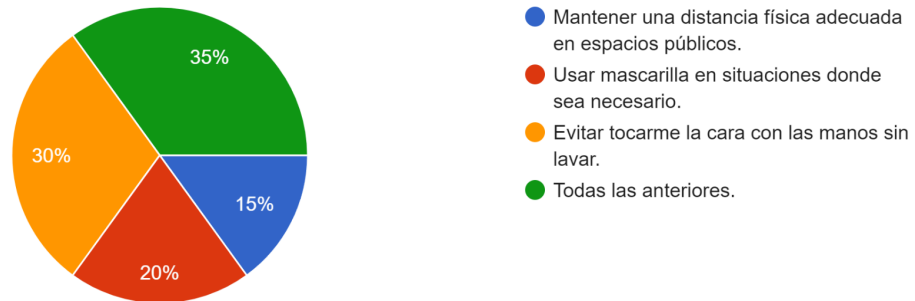 35%
30%
15%
20%
Mantener una distancia física adecuada
en espacios públicos.
Usar mascarilla en situaciones donde
sea necesario.
Evitar tocarme la cara con las manos sin
lavar.
Todas las anteriores.